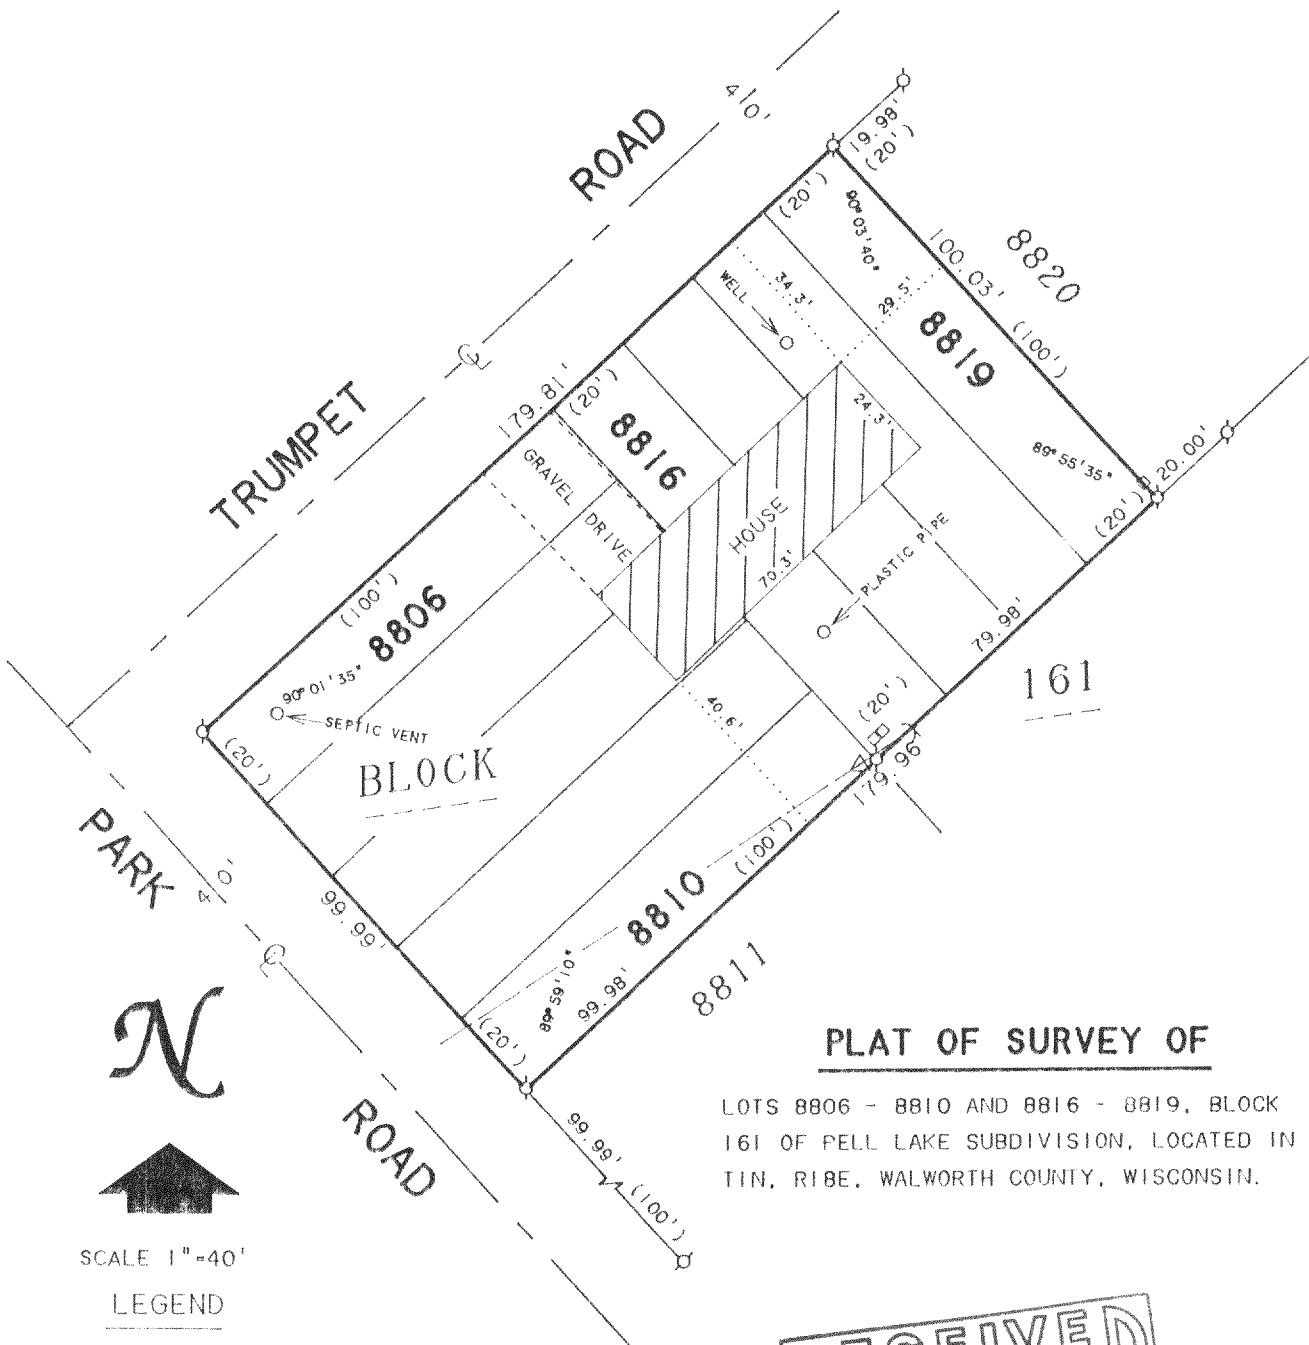 TRUMPET ROAD
40'
CL
19.98'
(20')
(20')
90°03'40"
100.03' (100')
8820
34.3'
29.5'
WELL
8819
24.3'
89°55'35"
20.00'
(20')
179.81'
(20')
8816
GRAVEL DRIVE
HOUSE
70.3'
PLASTIC PIPE
79.98'
161
(100')
8806
90°01'35"
SEPTIC VENT
(20')
BLOCK
40.6'
(20')
179.96'
PARK ROAD
40'
CL
99.99'
(100')
8810
99.98'
89°59'10"
(20')
8811
99.99'
(100')
N
SCALE 1"=40'
LEGEND
PLAT OF SURVEY OF
LOTS 8806 - 8810 AND 8816 - 8819, BLOCK
161 OF PELL LAKE SUBDIVISION, LOCATED IN
T1N, R18E, WALWORTH COUNTY, WISCONSIN.
RECEIVED